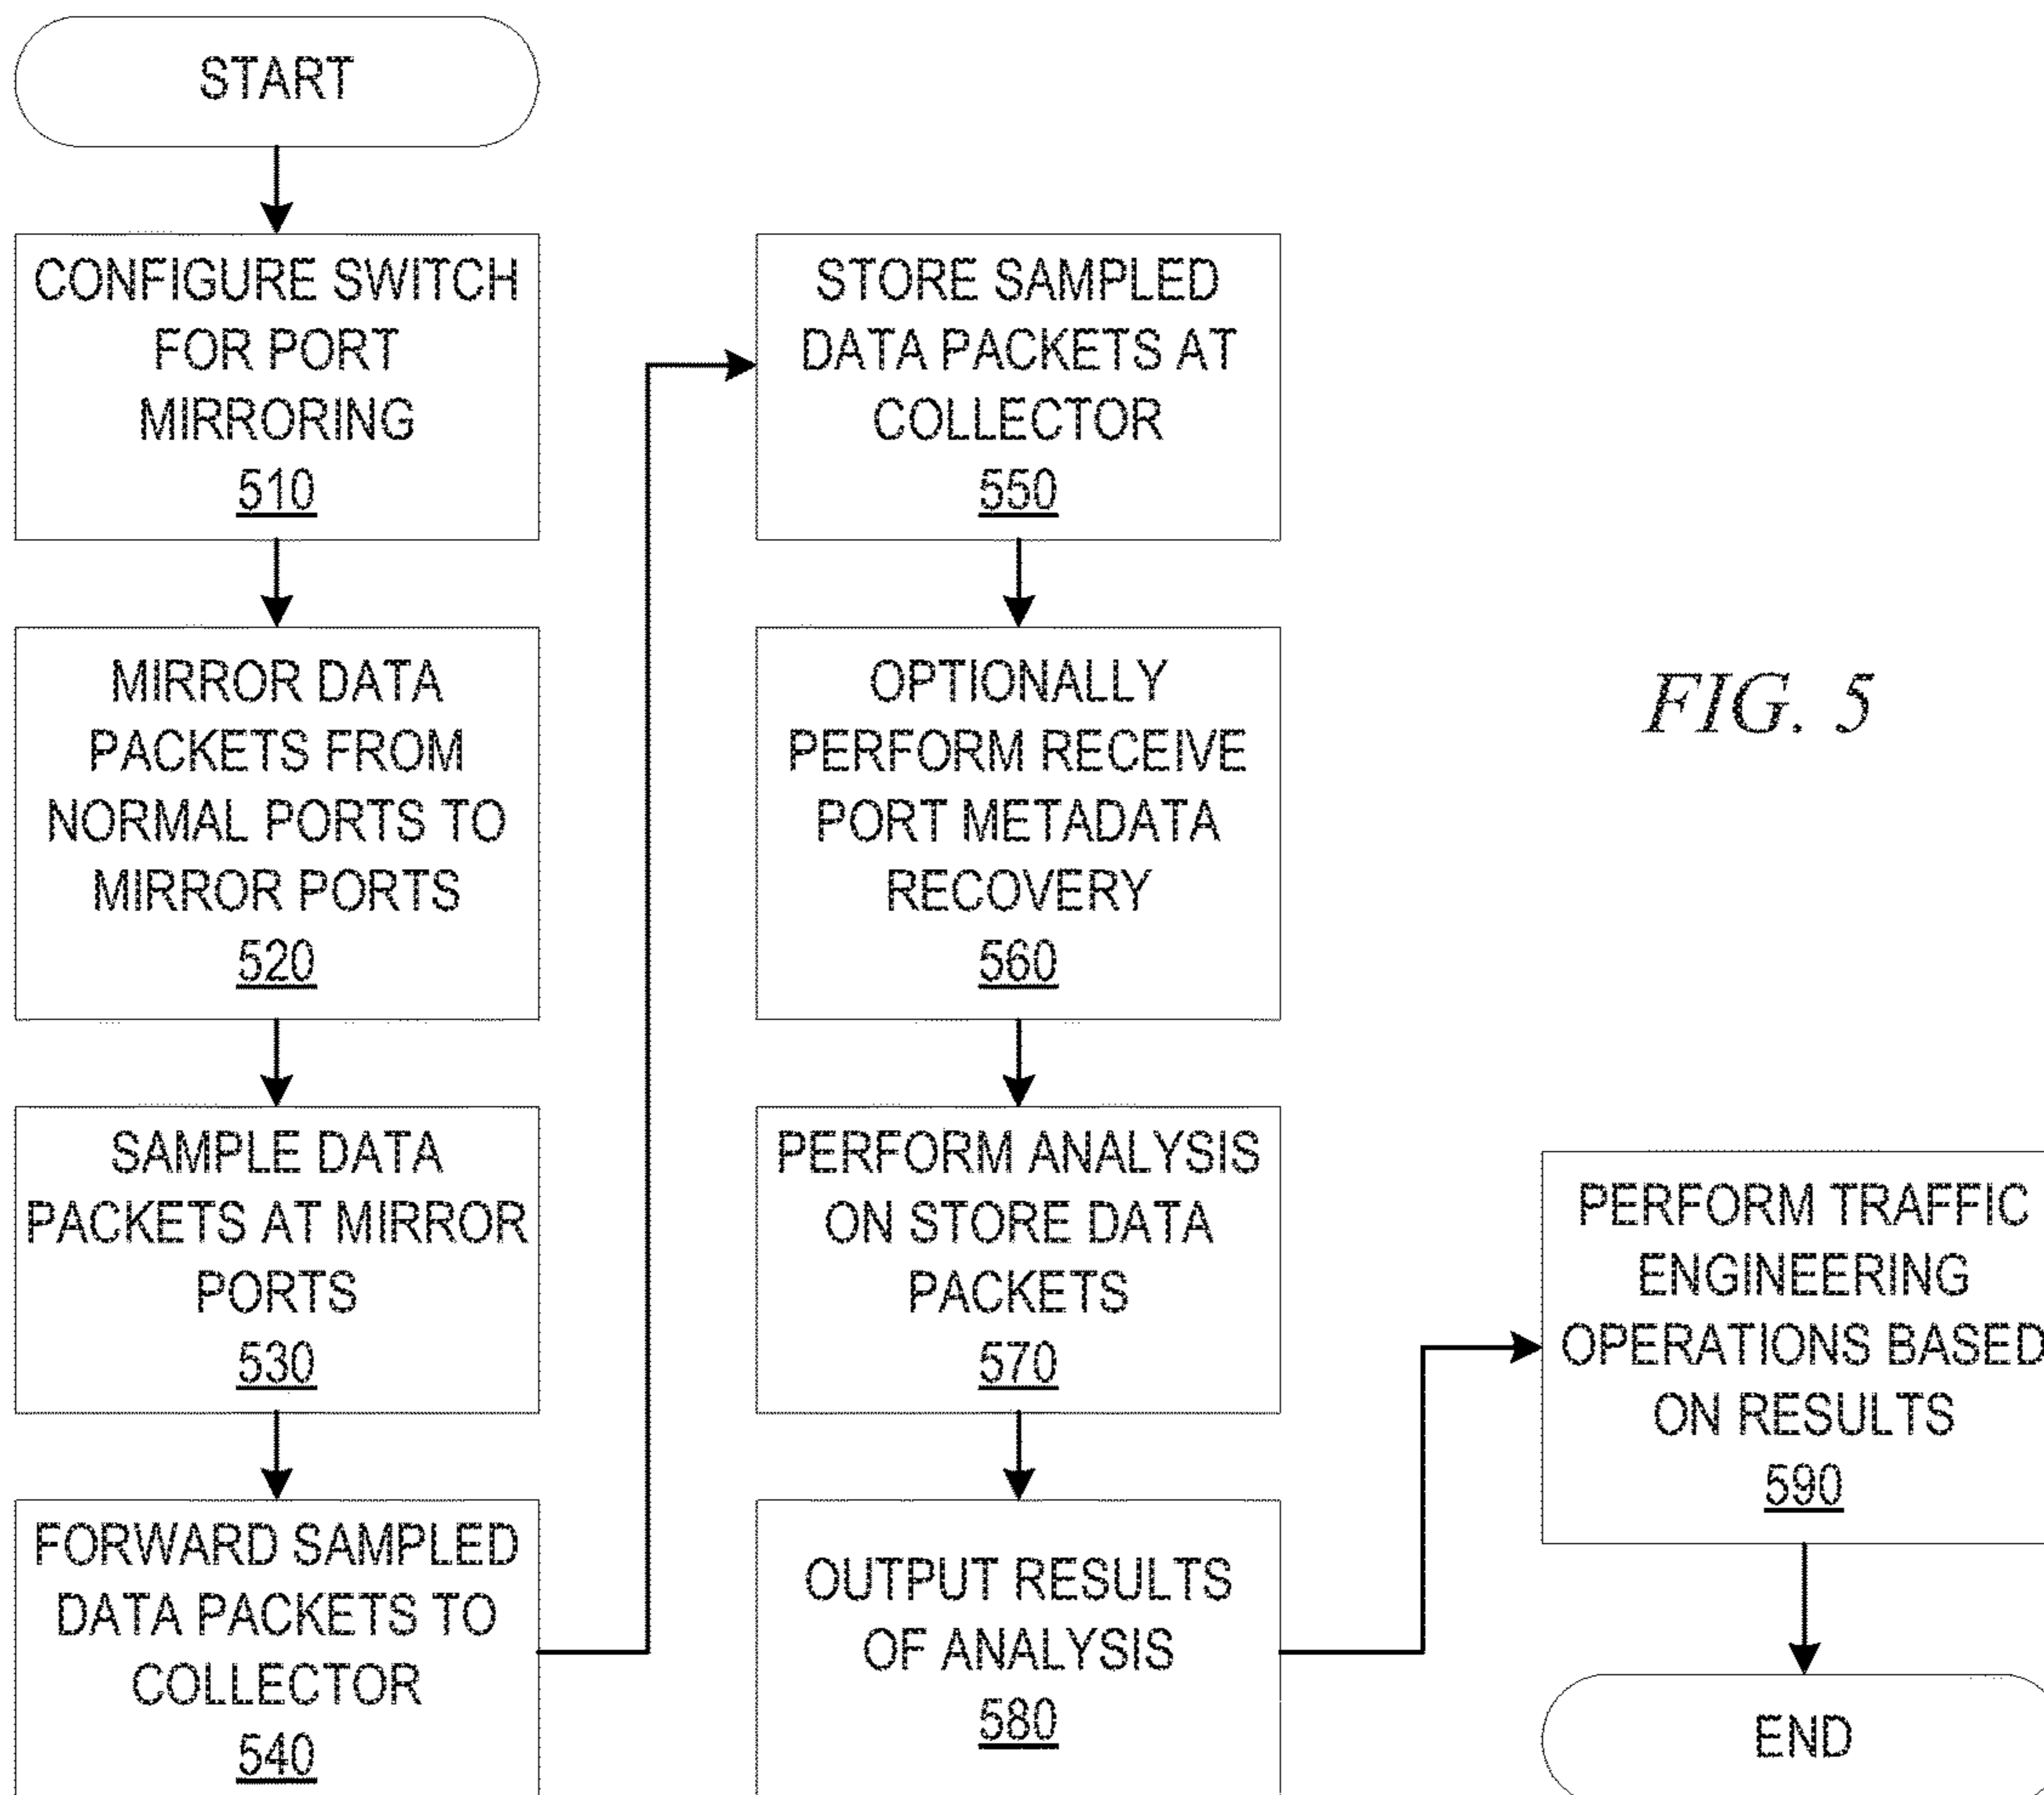 START
CONFIGURE SWITCH
FOR PORT
MIRRORING
510
MIRROR DATA
PACKETS FROM
NORMAL PORTS TO
MIRROR PORTS
520
SAMPLE DATA
PACKETS AT MIRROR
PORTS
530
FORWARD SAMPLED
DATA PACKETS TO
COLLECTOR
540
STORE SAMPLED
DATA PACKETS AT
COLLECTOR
550
OPTIONALLY
PERFORM RECEIVE
PORT METADATA
RECOVERY
560
PERFORM ANALYSIS
ON STORE DATA
PACKETS
570
OUTPUT RESULTS
OF ANALYSIS
580
PERFORM TRAFFIC
ENGINEERING
OPERATIONS BASED
ON RESULTS
590
END
FIG. 5